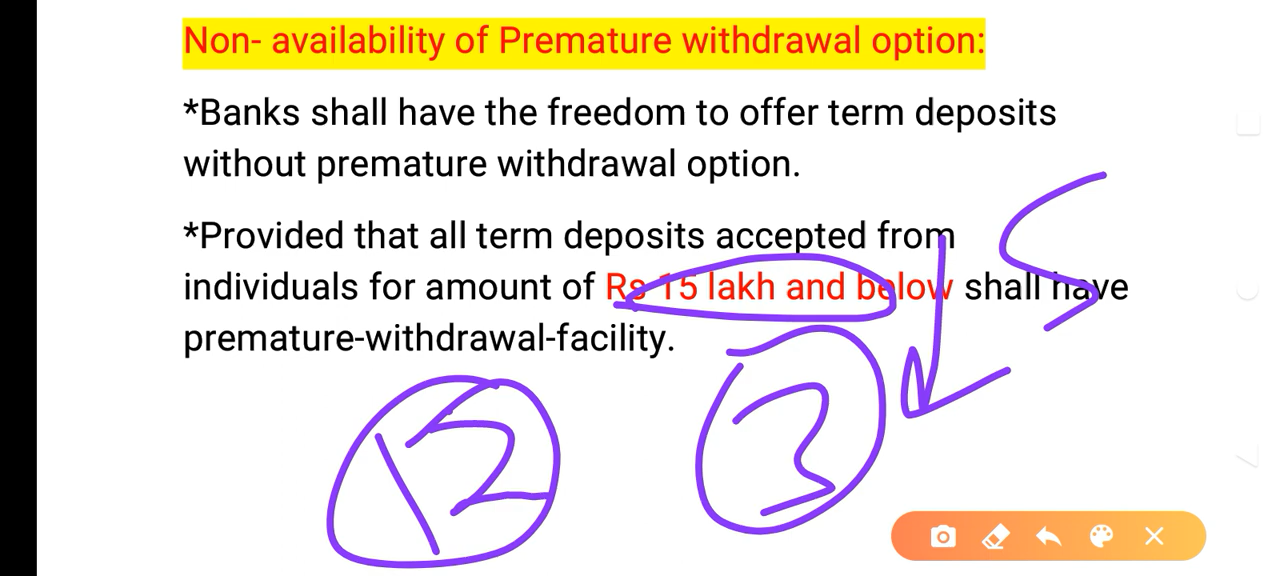 Non- availability of Premature withdrawal option:
*Banks shall have the freedom to offer term deposits
without premature withdrawal option.
*Provided that all term deposits accepted from
individuals for amount of Rs 15 lakh and below shall have
premature-withdrawal-facility.
12
3